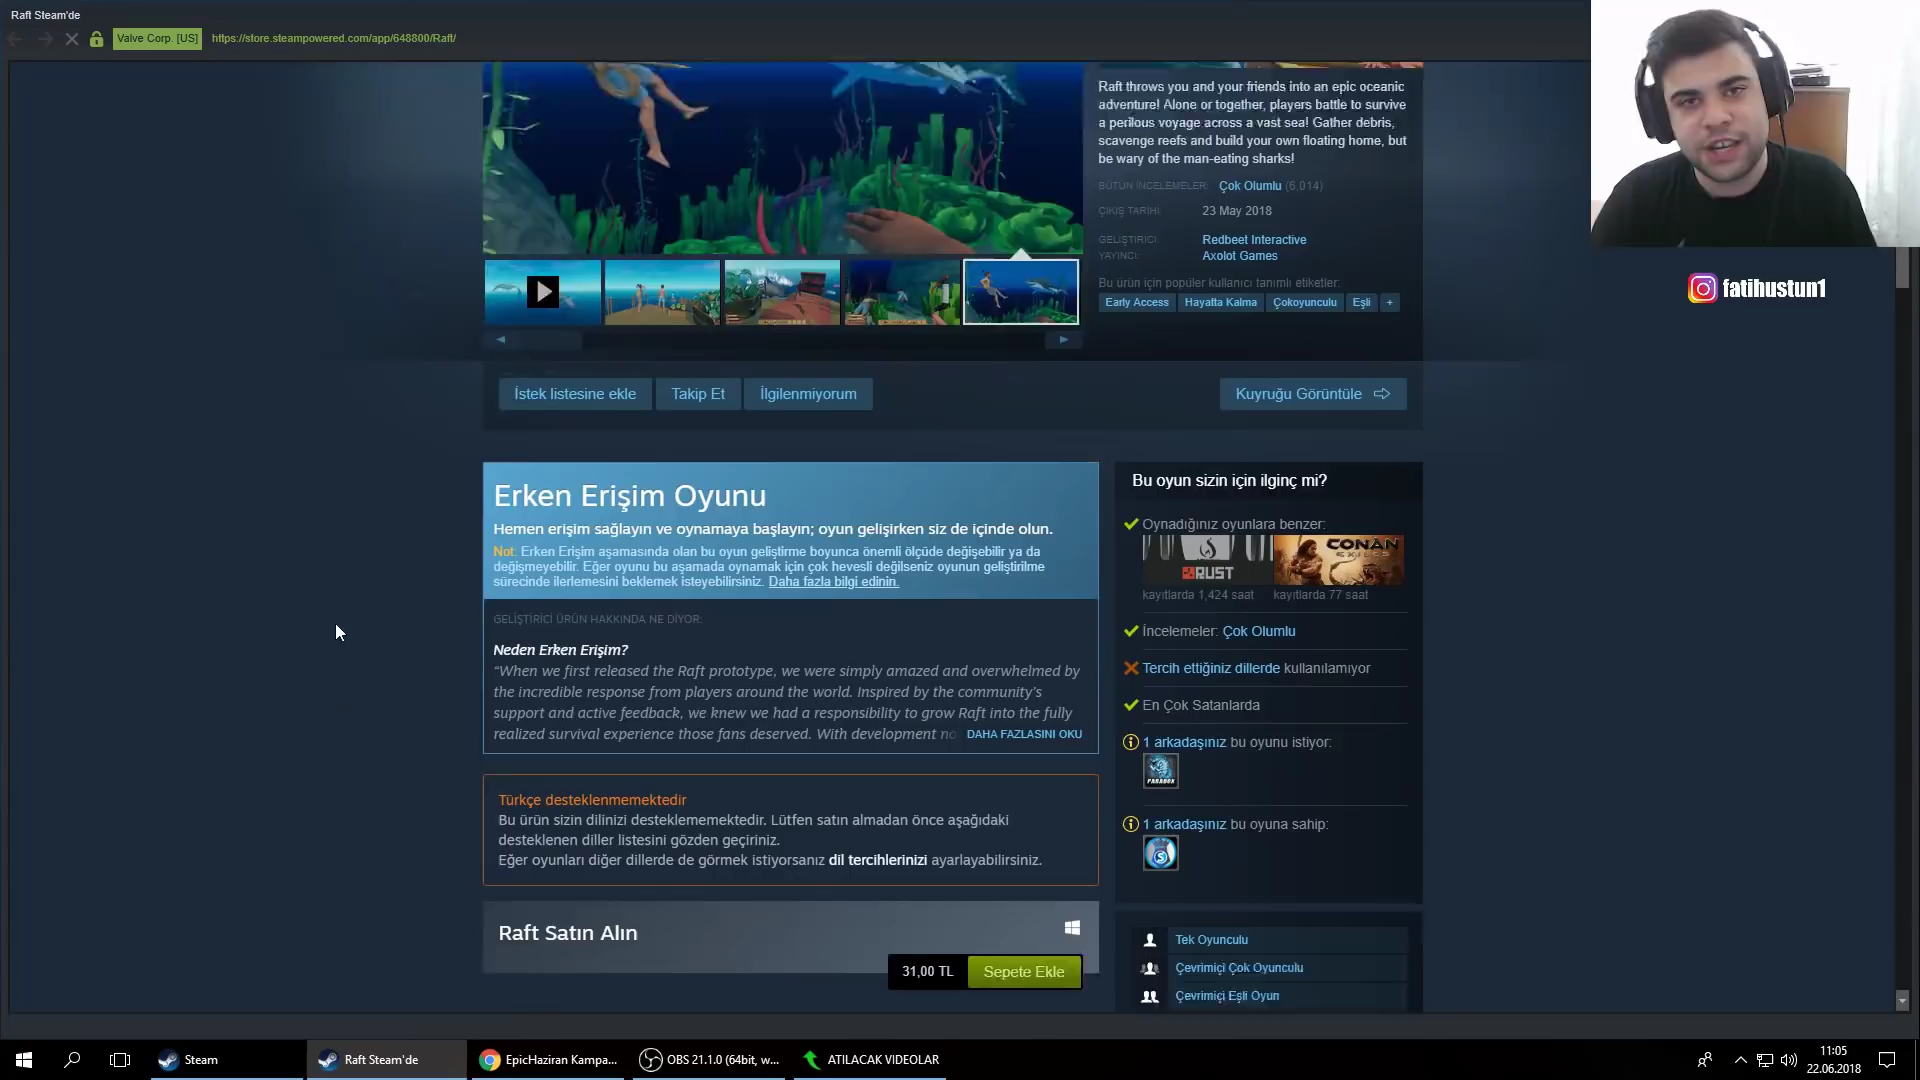 Raft Steam'de
Valve Corp. [US]
https://store.steampowered.com/app/648800/Raft/
Raft throws you and your friends into an epic oceanic
adventure! Alone or together, players battle to survive
a perilous voyage across a vast sea! Gather debris,
scavenge reefs and build your own floating home, but
be wary of the man-eating sharks!
BÜTÜN İNCELEMELER: Çok Olumlu (6,014)
ÇIKIŞ TARİHİ: 23 May 2018
GELİŞTİRİCİ: Redbeet Interactive
YAYINCI: Axolot Games
Bu ürün için popüler kullanıcı tanımlı etiketler:
Early Access Hayatta Kalma Çokoyunculu Eşli +
fatihustun1
İstek listesine ekle Takip Et İlgilenmiyorum Kuyruğu Görüntüle
Erken Erişim Oyunu
Hemen erişim sağlayın ve oynamaya başlayın; oyun gelişirken siz de içinde olun.
Not: Erken Erişim aşamasında olan bu oyun geliştirme boyunca önemli ölçüde değişebilir ya da
değişmeyebilir. Eğer oyunu bu aşamada oynamak için çok hevesli değilseniz oyunun geliştirilme
sürecinde ilerlemesini beklemek isteyebilirsiniz. Daha fazla bilgi edinin.
GELİŞTİRİCİ ÜRÜN HAKKINDA NE DİYOR:
Neden Erken Erişim?
“When we first released the Raft prototype, we were simply amazed and overwhelmed by
the incredible response from players around the world. Inspired by the community's
support and active feedback, we knew we had a responsibility to grow Raft into the fully
realized survival experience those fans deserved. With development no DAHA FAZLASINI OKU
Türkçe desteklenmemektedir
Bu ürün sizin dilinizi desteklememektedir. Lütfen satın almadan önce aşağıdaki
desteklenen diller listesini gözden geçiriniz.
Eğer oyunları diğer dillerde de görmek istiyorsanız dil tercihlerinizi ayarlayabilirsiniz.
Raft Satın Alın
31,00 TL Sepete Ekle
Bu oyun sizin için ilginç mi?
Oynadığınız oyunlara benzer:
RUST CONAN EXILES
kayıtlarda 1,424 saat kayıtlarda 77 saat
İncelemeler: Çok Olumlu
Tercih ettiğiniz dillerde kullanılamıyor
En Çok Satanlarda
1 arkadaşınız bu oyunu istiyor:
PARADOX
1 arkadaşınız bu oyuna sahip:
S
Tek Oyunculu
Çevrimiçi Çok Oyunculu
Çevrimiçi Eşli Oyun
Steam
Raft Steam'de
EpicHaziran Kampa...
OBS 21.1.0 (64bit, w...
ATILACAK VIDEOLAR
11:05
22.06.2018